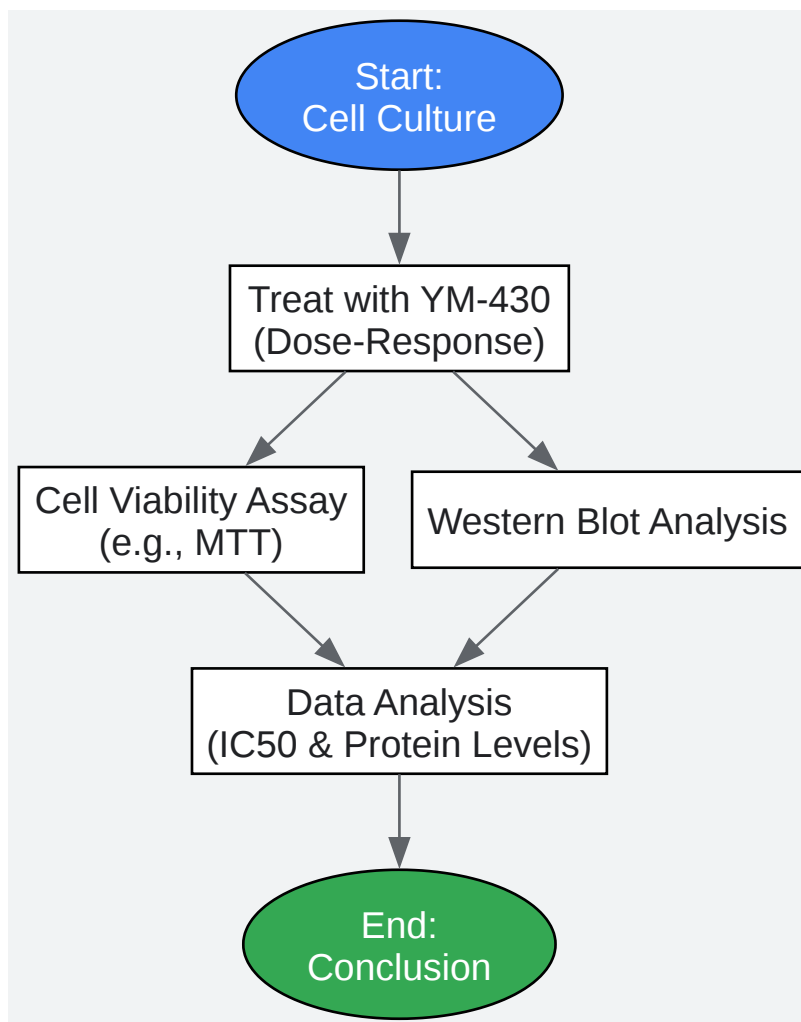 Start:
Cell Culture
Treat with YM-430
(Dose-Response)
Cell Viability Assay
(e.g., MTT)
Western Blot Analysis
Data Analysis
(IC50 & Protein Levels)
End:
Conclusion